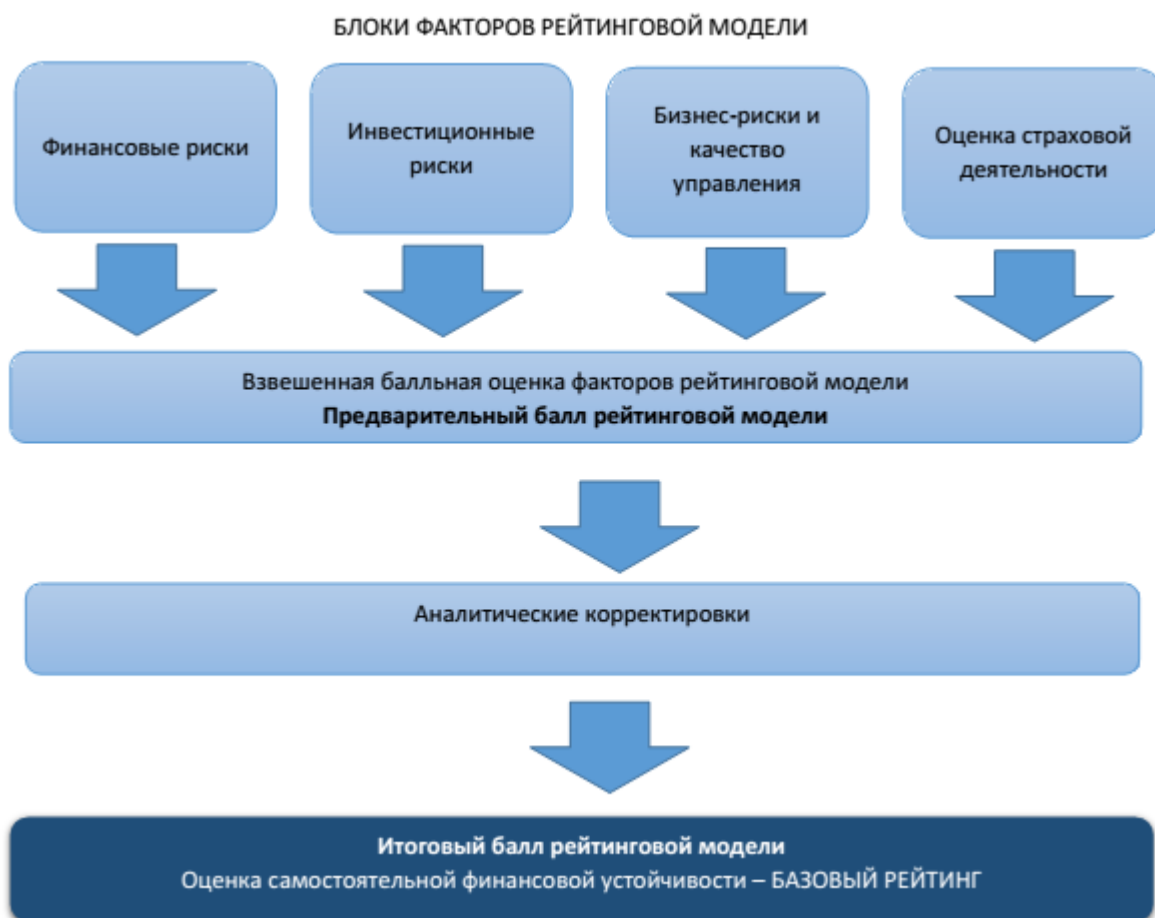 БЛОКИ ФАКТОРОВ РЕЙТИНГОВОЙ МОДЕЛИ
Финансовые риски
Инвестиционные
риски
Бизнес-риски и
качество
управления
Оценка страховой
деятельности
Взвешенная балльная оценка факторов рейтинговой модели
Предварительный балл рейтинговой модели
Аналитические корректировки
Итоговый балл рейтинговой модели
Оценка самостоятельной финансовой устойчивости – БАЗОВЫЙ РЕЙТИНГ